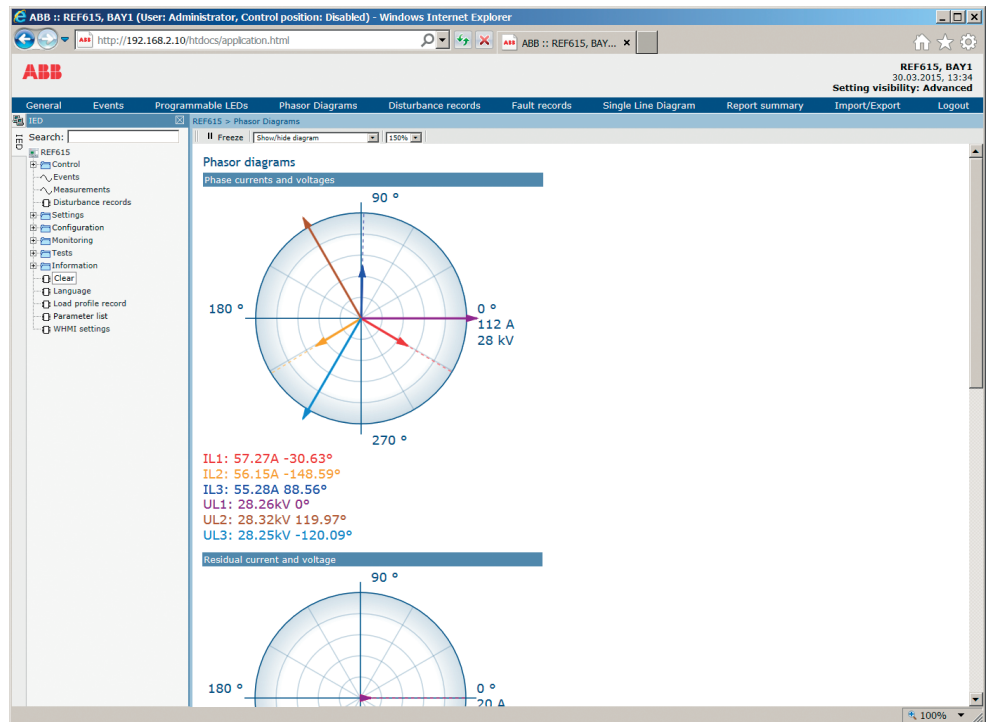 ABB :: REF615, BAY1 (User: Administrator, Control position: Disabled) - Windows Internet Explorer
http://192.168.2.10/htdocs/application.html
ABB :: REF615, BAY...
ABB
REF615, BAY1
30.03.2015, 13:34
Setting visibility: Advanced
General Events Programmable LEDs Phasor Diagrams Disturbance records Fault records Single Line Diagram Report summary Import/Export Logout
IED
REF615 > Phasor Diagrams
IED
Search:
Freeze Show/hide diagram 150%
REF615
Control
Events
Measurements
Disturbance records
Settings
Configuration
Monitoring
Tests
Information
Clear
Language
Load profile record
Parameter list
WHMI settings
Phasor diagrams
Phase currents and voltages
90 °
180 °
0 °
112 A
28 kV
270 °
IL1: 57.27A -30.63°
IL2: 56.15A -148.59°
IL3: 55.28A 88.56°
UL1: 28.26kV 0°
UL2: 28.32kV 119.97°
UL3: 28.25kV -120.09°
Residual current and voltage
90 °
180 °
0 °
20 A
100%